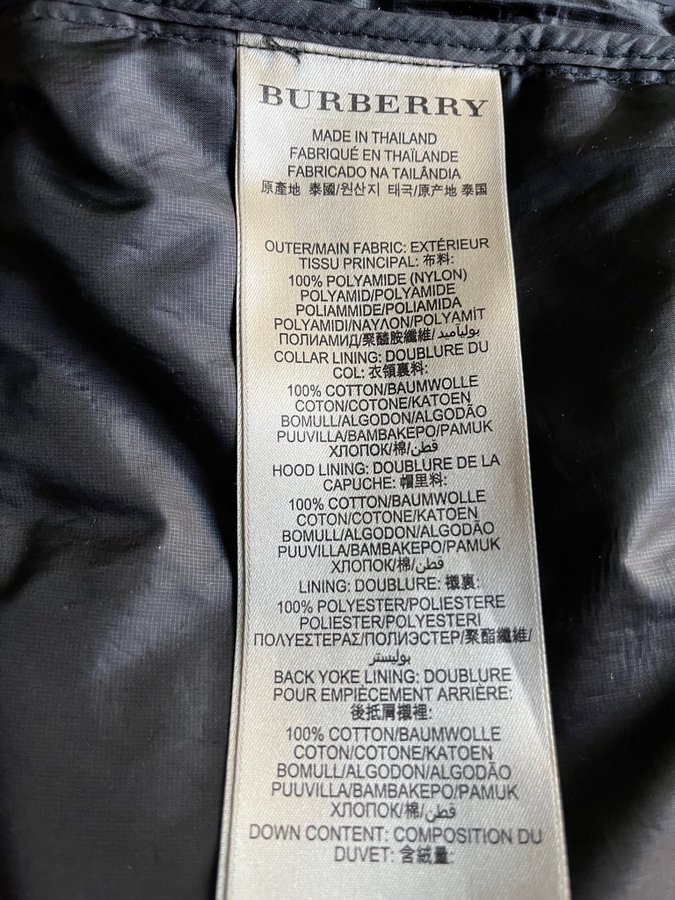 BURBERRY
MADE IN THAILAND
FABRIQUÉ EN THAÏLANDE
FABRICADO NA TAILÂNDIA
原產地 泰國/원산지 태국/原产地 泰国
OUTER/MAIN FABRIC: EXTÉRIEUR
TISSU PRINCIPAL: 布料:
100% POLYAMIDE (NYLON)
POLYAMID/POLYAMIDE
POLIAMMIDE/POLIAMIDA
POLYAMIDI/ΝΑΥΛΟΝ/POLYAMİT
ПОЛИАМИД/聚醯胺纖維/بولياميد
COLLAR LINING: DOUBLURE DU
COL: 衣領裏料:
100% COTTON/BAUMWOLLE
COTON/COTONE/KATOEN
BOMULL/ALGODON/ALGODÃO
PUUVILLA/ΒΑΜΒΑΚΕΡΟ/PAMUK
ХЛОПОК/棉/قطن
HOOD LINING: DOUBLURE DE LA
CAPUCHE: 帽里料:
100% COTTON/BAUMWOLLE
COTON/COTONE/KATOEN
BOMULL/ALGODON/ALGODÃO
PUUVILLA/ΒΑΜΒΑΚΕΡΟ/PAMUK
ХЛОПОК/棉/قطن
LINING: DOUBLURE: 襯裏:
100% POLYESTER/POLIESTERE
POLIESTER/POLYESTERI
ΠΟΛΥΕΣΤΕΡΑΣ/ПОЛИЭСТЕР/聚酯纖維/
بوليستر
BACK YOKE LINING: DOUBLURE
POUR EMPIÈCEMENT ARRIÈRE:
後抵肩襯裡:
100% COTTON/BAUMWOLLE
COTON/COTONE/KATOEN
BOMULL/ALGODON/ALGODÃO
PUUVILLA/ΒΑΜΒΑΚΕΡΟ/PAMUK
ХЛОПОК/棉/قطن
DOWN CONTENT: COMPOSITION DU
DUVET: 含絨量: